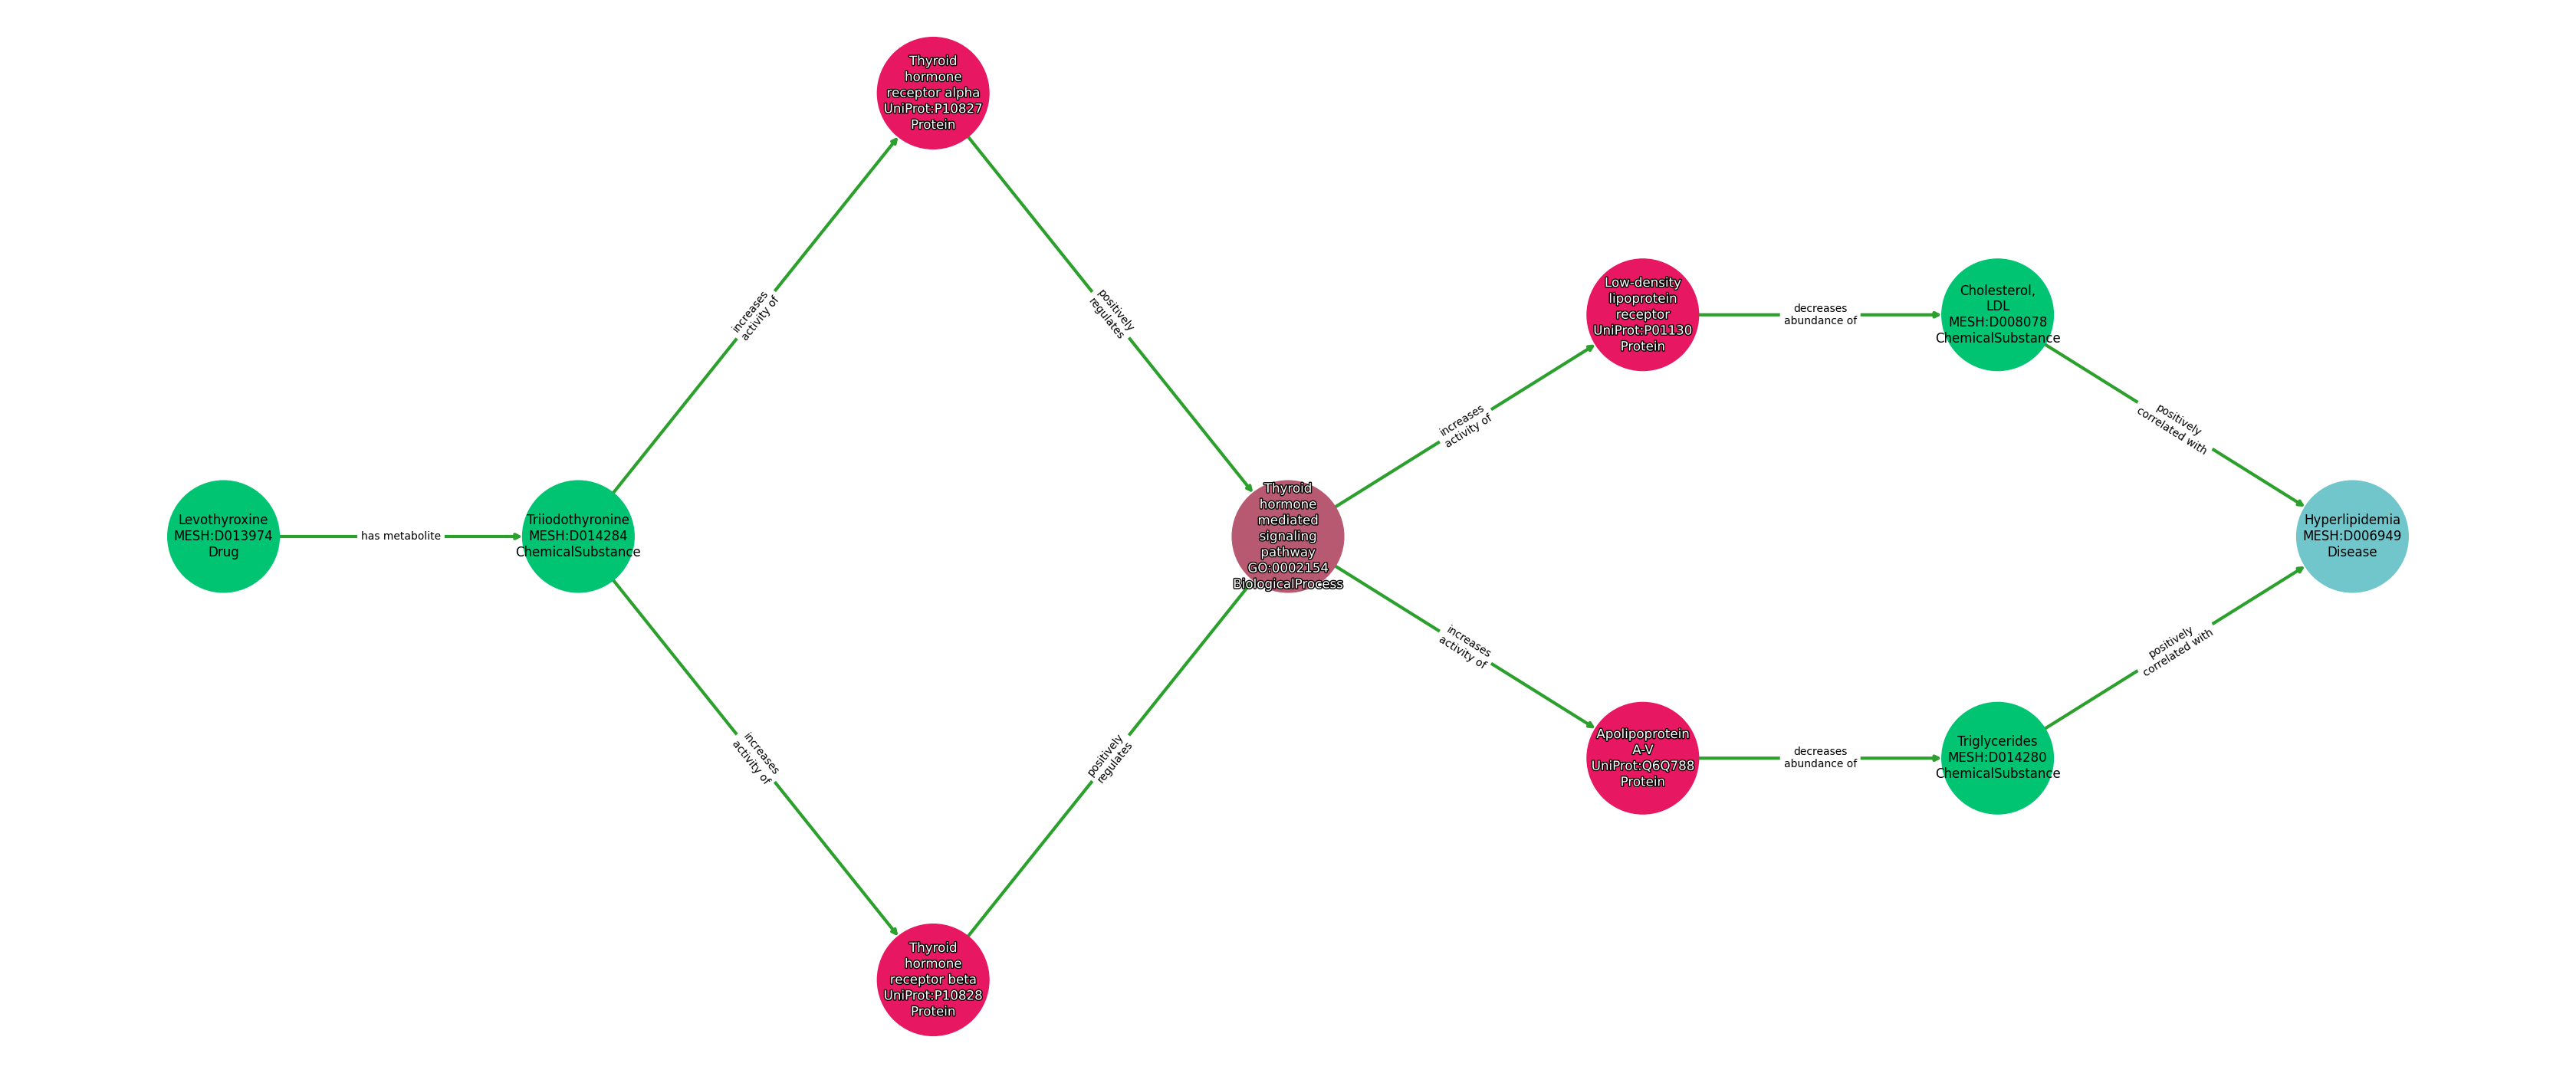 Thyroid
hormone
receptor alpha
UniProt:P10827
Protein
Low-density
lipoprotein
receptor
UniProt:P01130
Protein
Cholesterol,
LDL
MESH:D008078
ChemicalSubstance
increases
activity of
positively
regulates
decreases
abundance of
increases
activity of
positively
correlated with
Levothyroxine
MESH:D013974
Drug
has metabolite
Triiodothyronine
MESH:D014284
ChemicalSubstance
Thyroid
hormone
mediated
signaling
pathway
GO:0002154
BiologicalProcess
Hyperlipidemia
MESH:D006949
Disease
increases
activity of
positively
correlated with
increases
activity of
positively
regulates
Apolipoprotein
A-V
UniProt:Q6Q788
Protein
decreases
abundance of
Triglycerides
MESH:D014280
ChemicalSubstance
Thyroid
hormone
receptor beta
UniProt:P10828
Protein